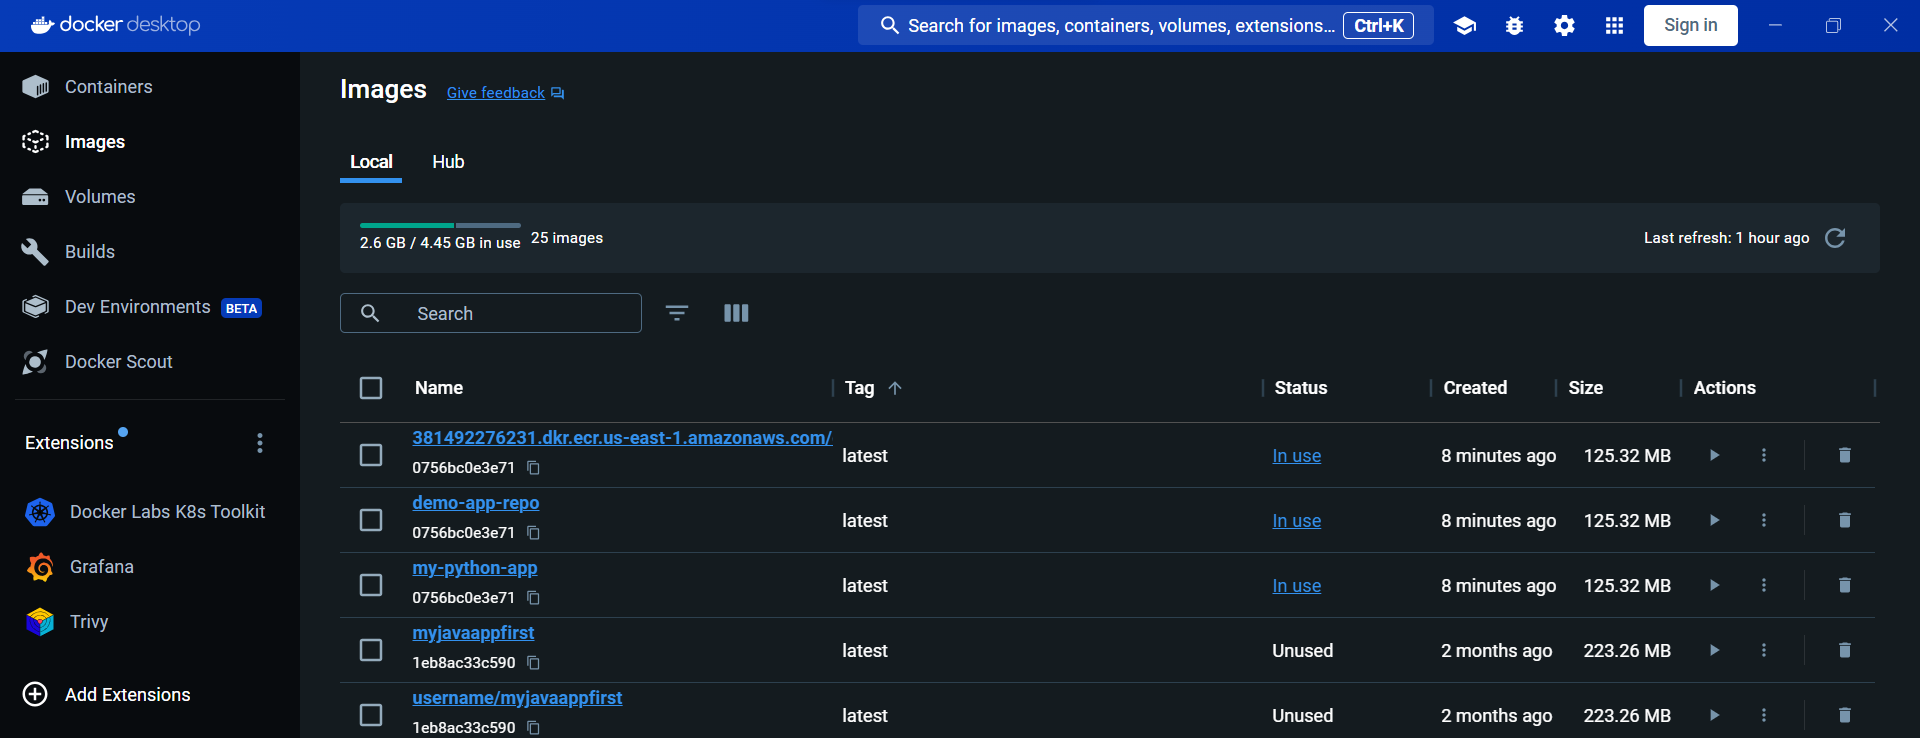 docker desktop
Search for images, containers, volumes, extensions... Ctrl+K
Sign in
Containers
Images
Volumes
Builds
Dev Environments BETA
Docker Scout
Extensions
Docker Labs K8s Toolkit
Grafana
Trivy
Add Extensions
Images Give feedback
Local Hub
2.6 GB / 4.45 GB in use 25 images Last refresh: 1 hour ago
Search
Name Tag Status Created Size Actions
381492276231.dkr.ecr.us-east-1.amazonaws.com/
0756bc0e3e71 latest In use 8 minutes ago 125.32 MB
demo-app-repo
0756bc0e3e71 latest In use 8 minutes ago 125.32 MB
my-python-app
0756bc0e3e71 latest In use 8 minutes ago 125.32 MB
myjavaappfirst
1eb8ac33c590 latest Unused 2 months ago 223.26 MB
username/myjavaappfirst
1eb8ac33c590 latest Unused 2 months ago 223.26 MB